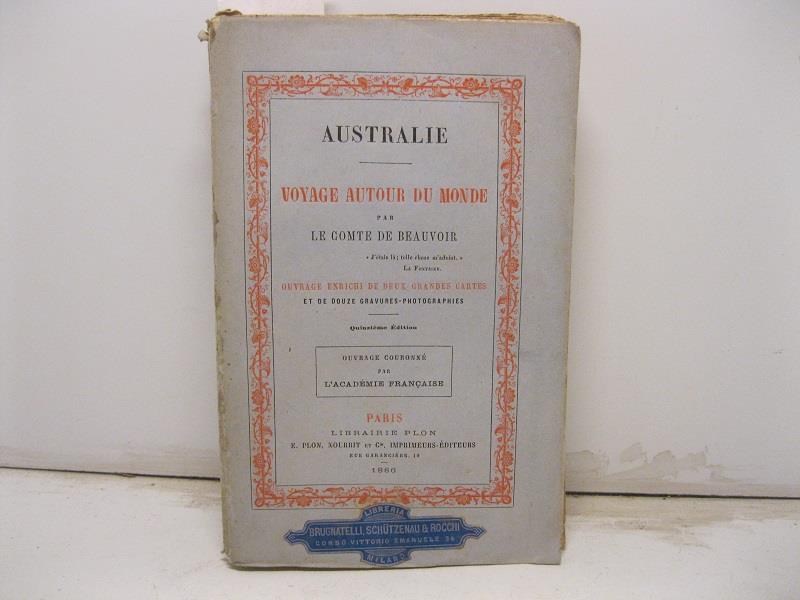 AUSTRALIE
VOYAGE AUTOUR DU MONDE
PAR
LE COMTE DE BEAUVOIR
« J'étais là; telle chose m'advint. »
LA FONTAINE.
OUVRAGE ENRICHI DE DEUX GRANDES CARTES
ET DE DOUZE GRAVURES-PHOTOGRAPHIES
Quinzième Édition
OUVRAGE COURONNÉ
PAR
L'ACADÉMIE FRANÇAISE
PARIS
LIBRAIRIE PLON
E. PLON, NOURRIT ET Cie, IMPRIMEURS-ÉDITEURS
RUE GARANCIÈRE, 10
1886
LIBRERIA
BRUGNATELLI, SCHÜTZENAU & ROCCHI
CORSO VITTORIO EMANUELE 34
MILANO